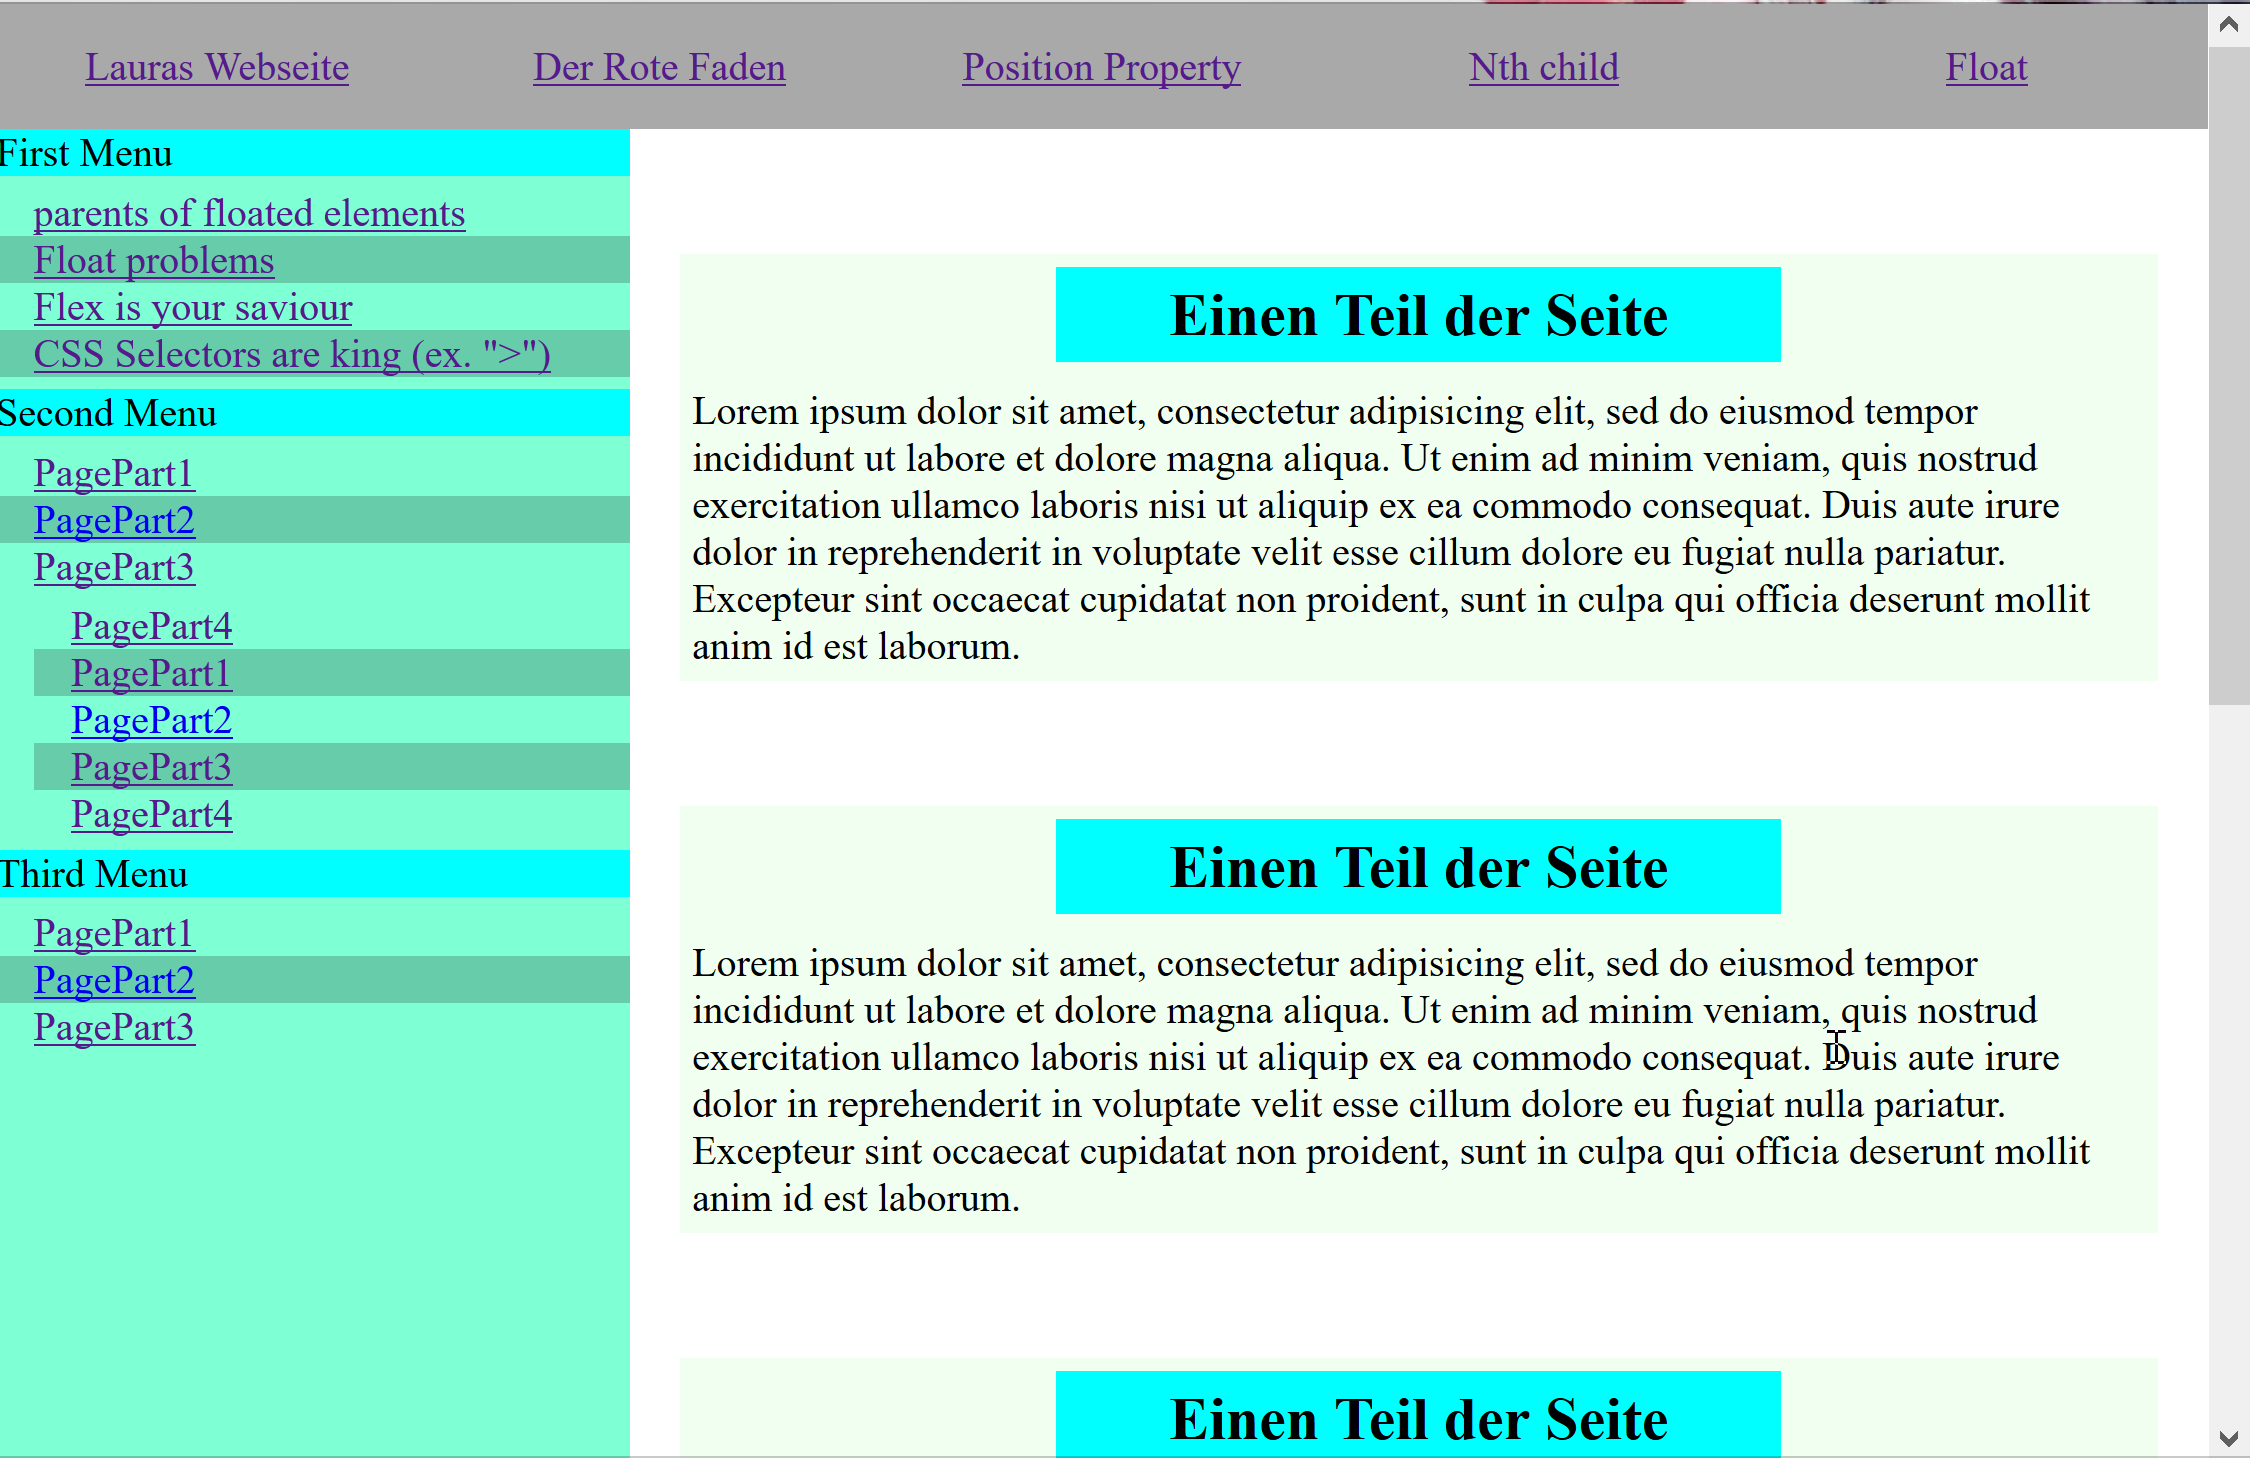 Lauras Webseite Der Rote Faden Position Property Nth child Float
First Menu
parents of floated elements
Float problems
Flex is your saviour
CSS Selectors are king (ex. ">")
Second Menu
PagePart1
PagePart2
PagePart3
PagePart4
PagePart1
PagePart2
PagePart3
PagePart4
Third Menu
PagePart1
PagePart2
PagePart3
Einen Teil der Seite
Lorem ipsum dolor sit amet, consectetur adipisicing elit, sed do eiusmod tempor
incididunt ut labore et dolore magna aliqua. Ut enim ad minim veniam, quis nostrud
exercitation ullamco laboris nisi ut aliquip ex ea commodo consequat. Duis aute irure
dolor in reprehenderit in voluptate velit esse cillum dolore eu fugiat nulla pariatur.
Excepteur sint occaecat cupidatat non proident, sunt in culpa qui officia deserunt mollit
anim id est laborum.
Einen Teil der Seite
Lorem ipsum dolor sit amet, consectetur adipisicing elit, sed do eiusmod tempor
incididunt ut labore et dolore magna aliqua. Ut enim ad minim veniam, quis nostrud
exercitation ullamco laboris nisi ut aliquip ex ea commodo consequat. Duis aute irure
dolor in reprehenderit in voluptate velit esse cillum dolore eu fugiat nulla pariatur.
Excepteur sint occaecat cupidatat non proident, sunt in culpa qui officia deserunt mollit
anim id est laborum.
Einen Teil der Seite